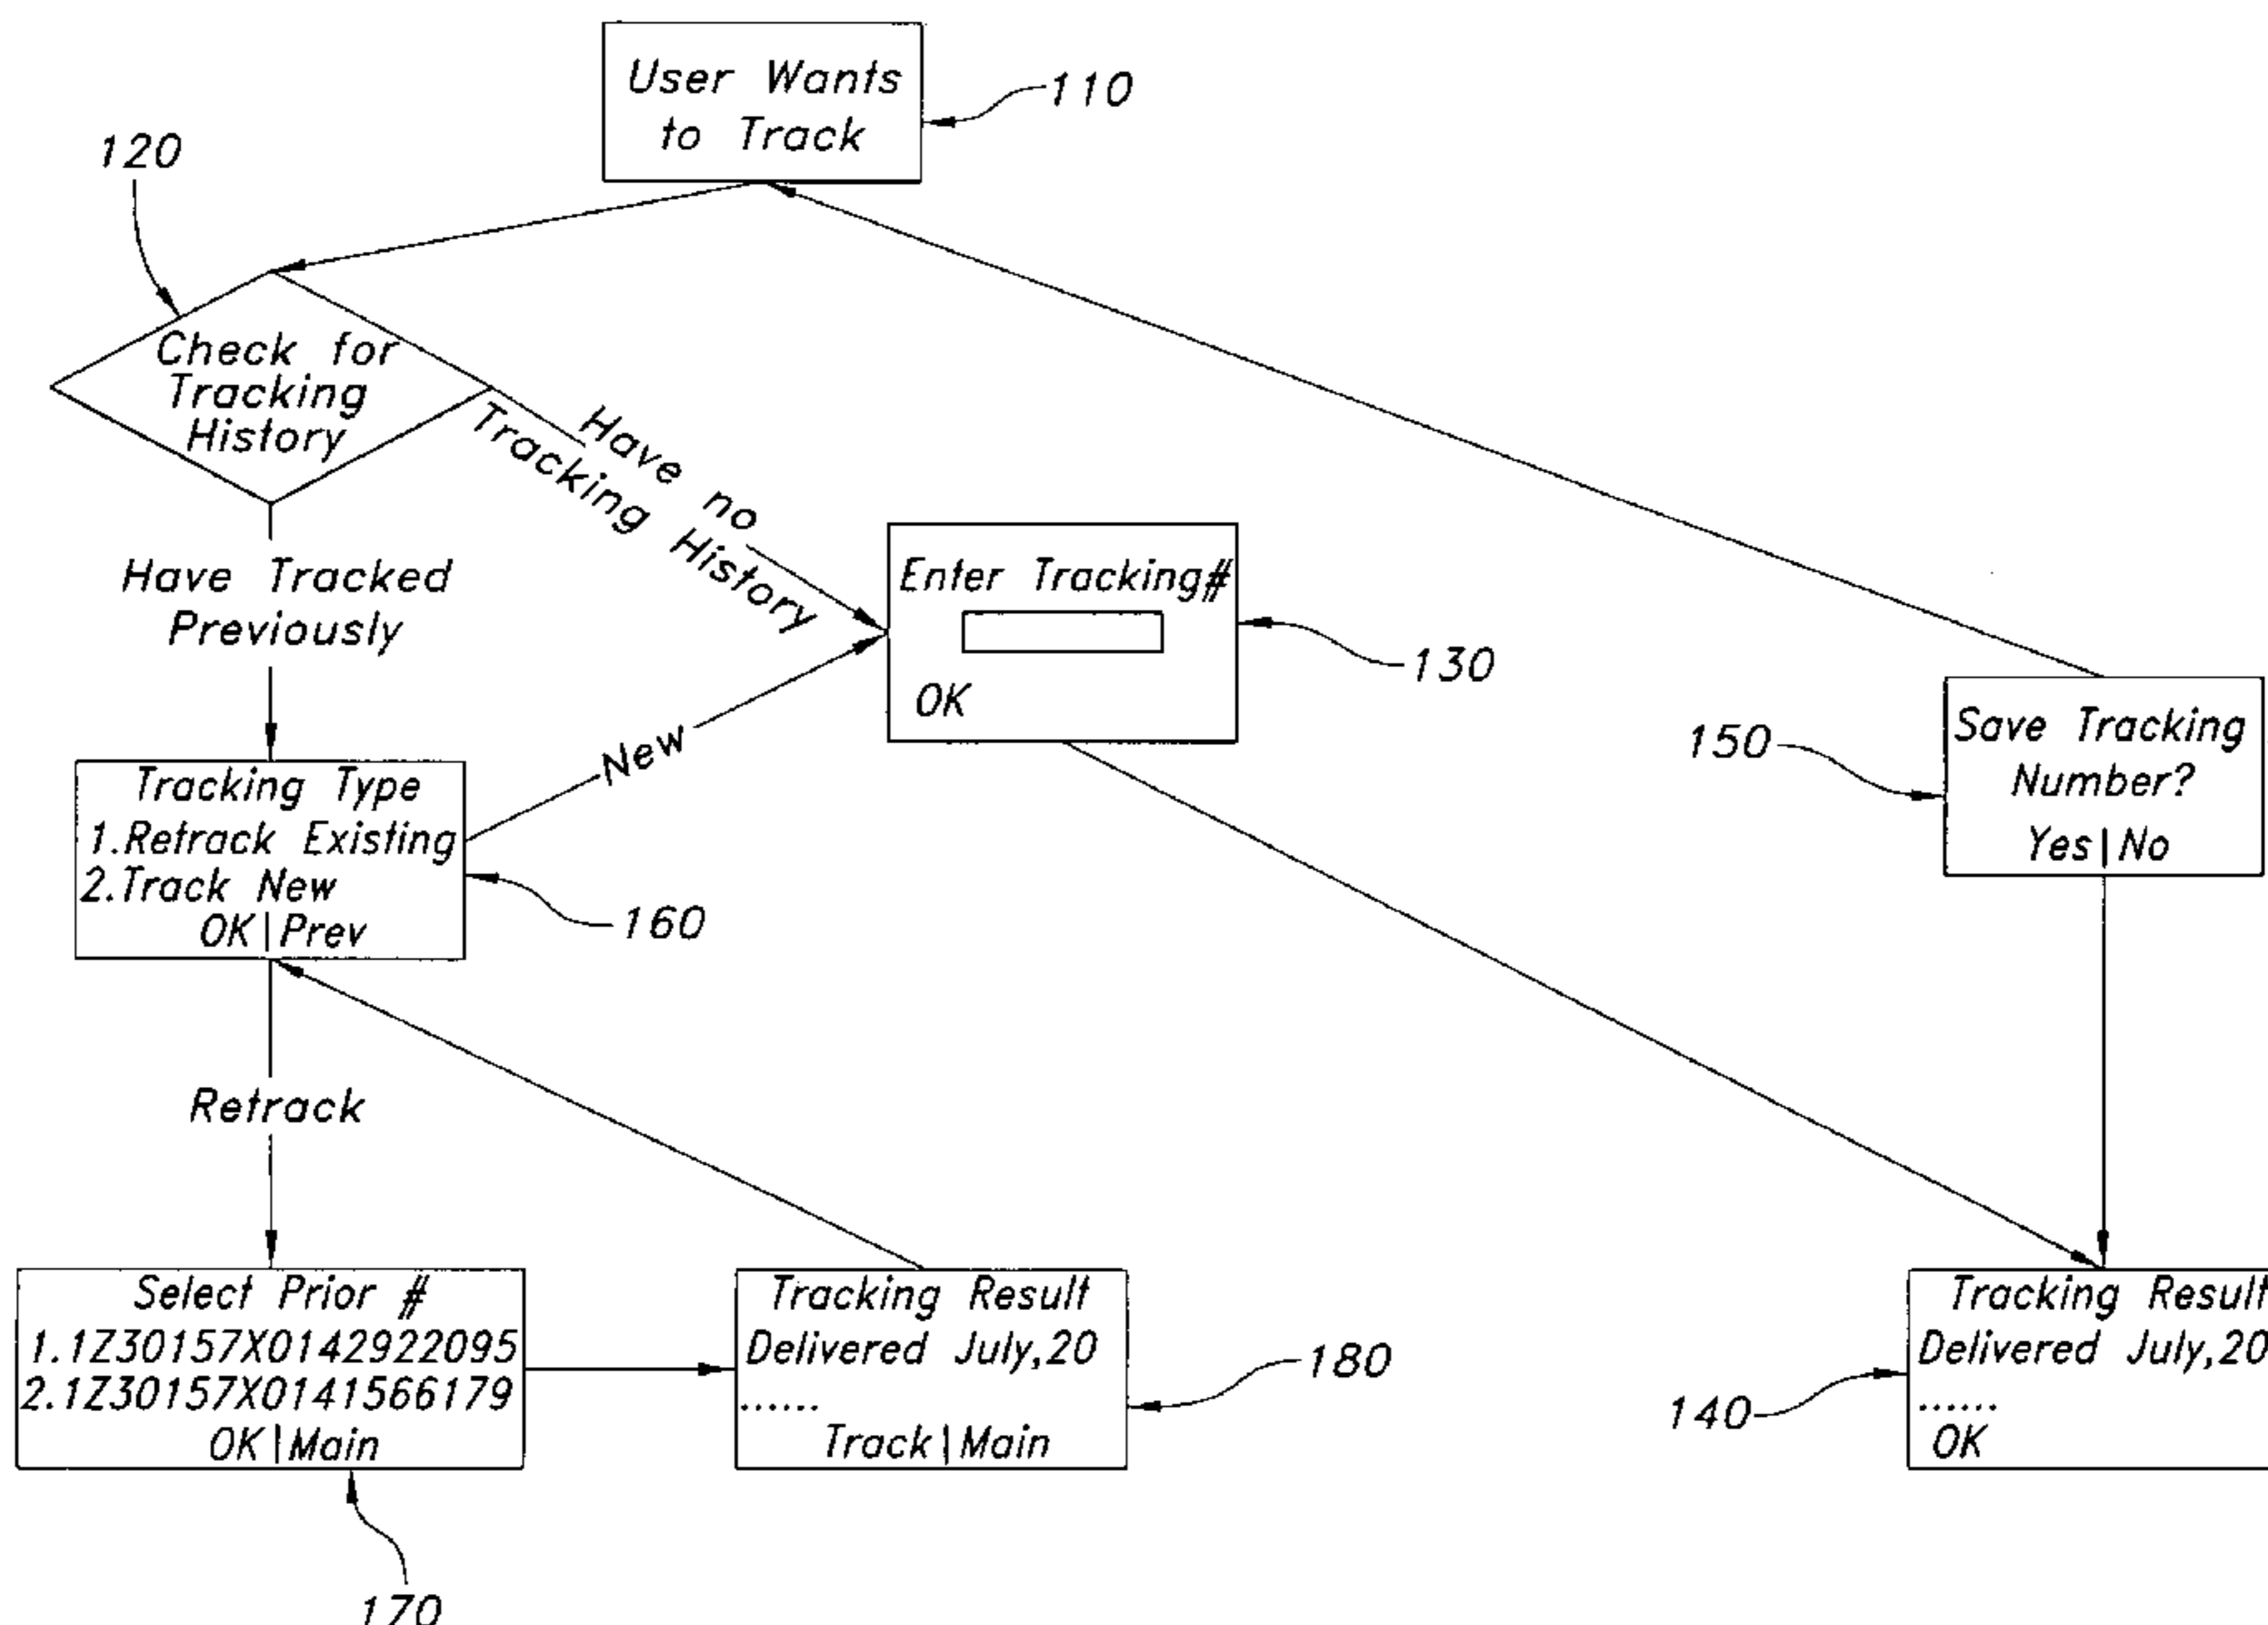 User Wants
to Track
110
120
Check for
Tracking
History
Have no
Tracking History
Have Tracked
Previously
Enter Tracking#
OK
130
New
Tracking Type
1.Retrack Existing
2.Track New
OK|Prev
160
Save Tracking
Number?
Yes|No
150
Retrack
Select Prior #
1.1Z30157X0142922095
2.1Z30157X0141566179
OK|Main
170
Tracking Result
Delivered July,20
......
Track|Main
180
Tracking Result
Delivered July,20
......
OK
140